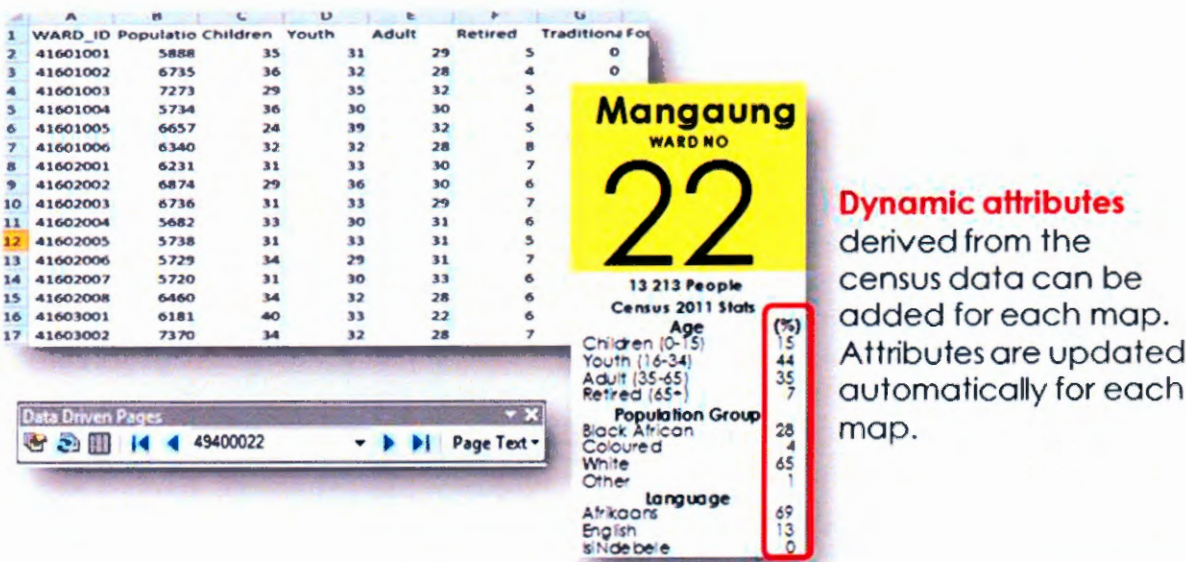 A B C D E F G
1 WARD_ID Populatio Children Youth Adult Retired Traditiona For
2 41601001 5888 35 31 29 5 0
3 41601002 6735 36 32 28 4 0
4 41601003 7273 29 35 32 5
5 41601004 5734 36 30 30 4
6 41601005 6657 24 39 32 5
7 41601006 6340 32 32 28 8
8 41602001 6231 31 33 30 7
9 41602002 6874 29 36 30 6
10 41602003 6736 31 33 29 7
11 41602004 5682 33 30 31 6
12 41602005 5738 31 33 31 5
13 41602006 5729 34 29 31 7
14 41602007 5720 31 30 33 6
15 41602008 6460 34 32 28 6
16 41603001 6181 40 33 22 6
17 41603002 7370 34 32 28 7
Data Driven Pages
49400022 Page Text
Mangaung
WARD NO
22
13 213 People
Census 2011 Stats
Age (%)
Children (0-15) 15
Youth (16-34) 44
Adult (35-65) 35
Retired (65+) 7
Population Group
Black African 28
Coloured 4
White 65
Other 1
Language
Afrikaans 69
English 13
isiNdebele 0
Dynamic attributes
derived from the
census data can be
added for each map.
Attributes are updated
automatically for each
map.